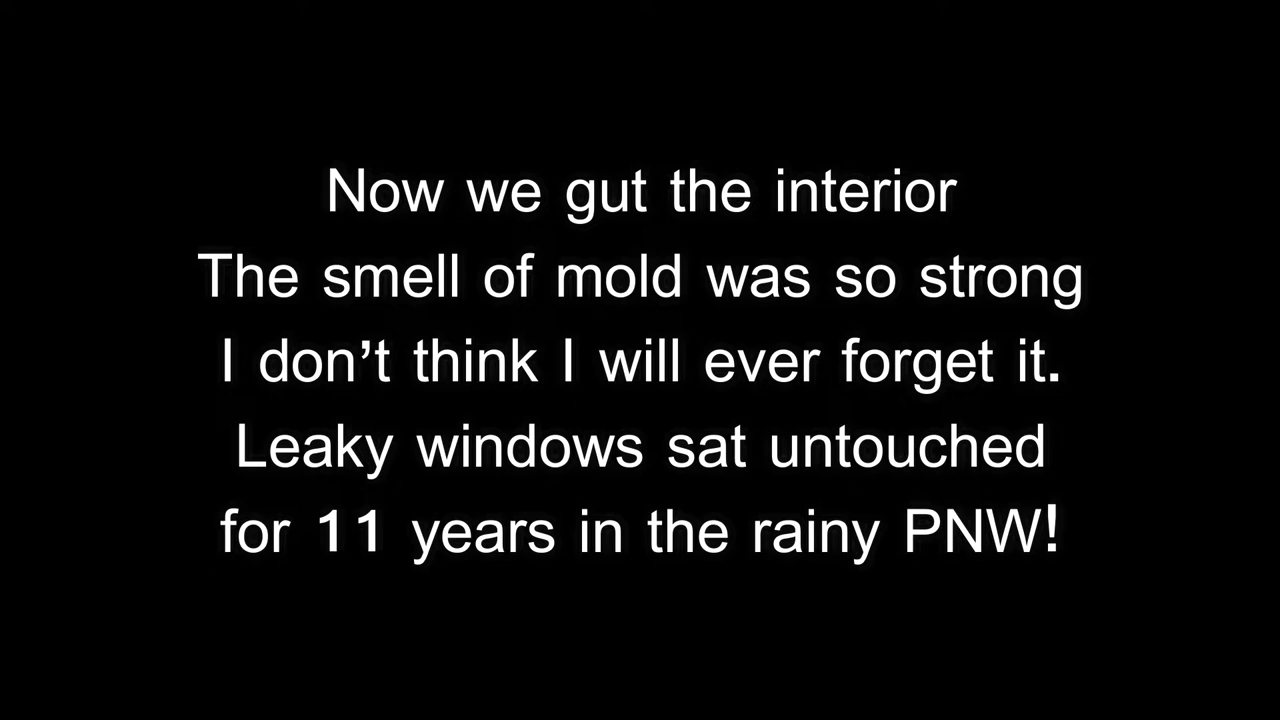 Now we gut the interior
The smell of mold was so strong
I don't think I will ever forget it.
Leaky windows sat untouched
for 11 years in the rainy PNW!